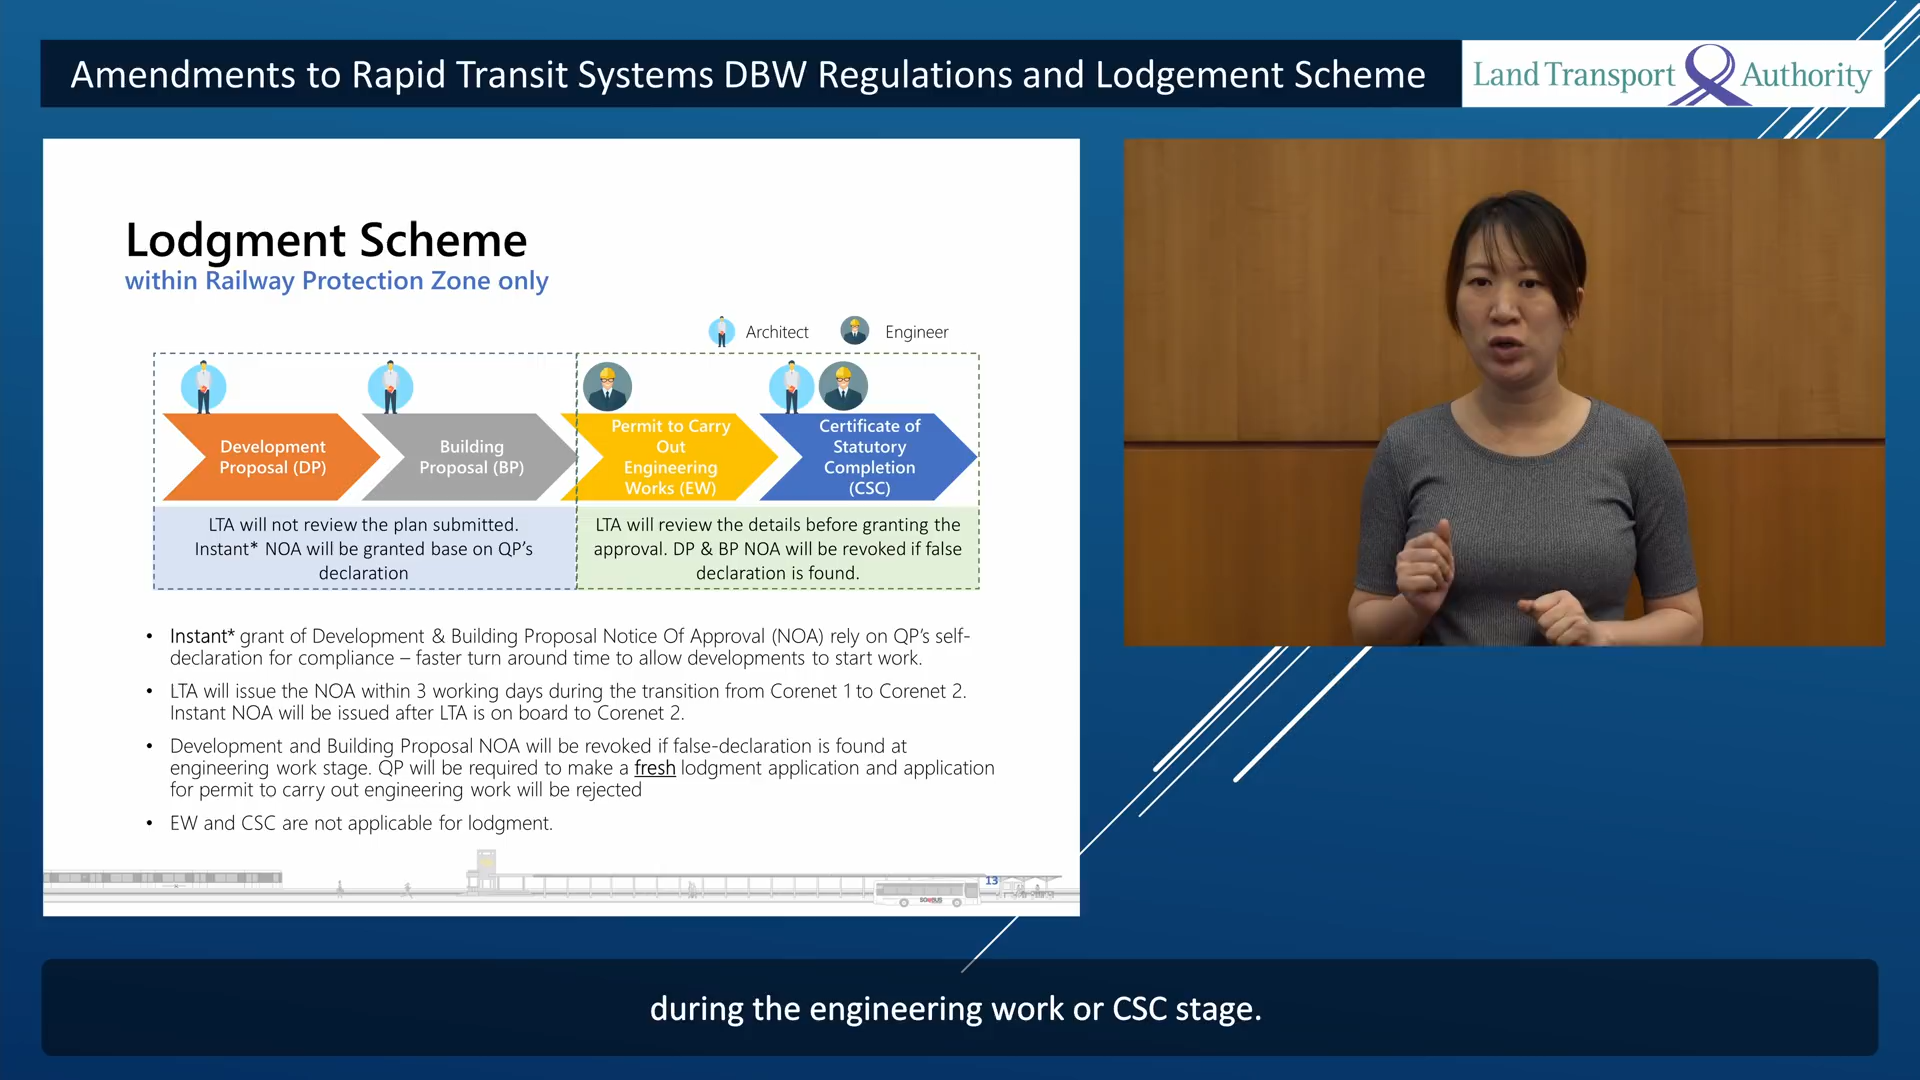 Amendments to Rapid Transit Systems DBW Regulations and Lodgement Scheme
Land Transport Authority
Lodgment Scheme
within Railway Protection Zone only
Architect
Engineer
Development
Proposal (DP)
Building
Proposal (BP)
Permit to Carry
Out
Engineering
Works (EW)
Certificate of
Statutory
Completion
(CSC)
LTA will not review the plan submitted.
Instant* NOA will be granted base on QP’s
declaration
LTA will review the details before granting the
approval. DP & BP NOA will be revoked if false
declaration is found.
• Instant* grant of Development & Building Proposal Notice Of Approval (NOA) rely on QP’s self-
declaration for compliance – faster turn around time to allow developments to start work.
• LTA will issue the NOA within 3 working days during the transition from Corenet 1 to Corenet 2.
Instant NOA will be issued after LTA is on board to Corenet 2.
• Development and Building Proposal NOA will be revoked if false-declaration is found at
engineering work stage. QP will be required to make a fresh lodgment application and application
for permit to carry out engineering work will be rejected
• EW and CSC are not applicable for lodgment.
13
during the engineering work or CSC stage.